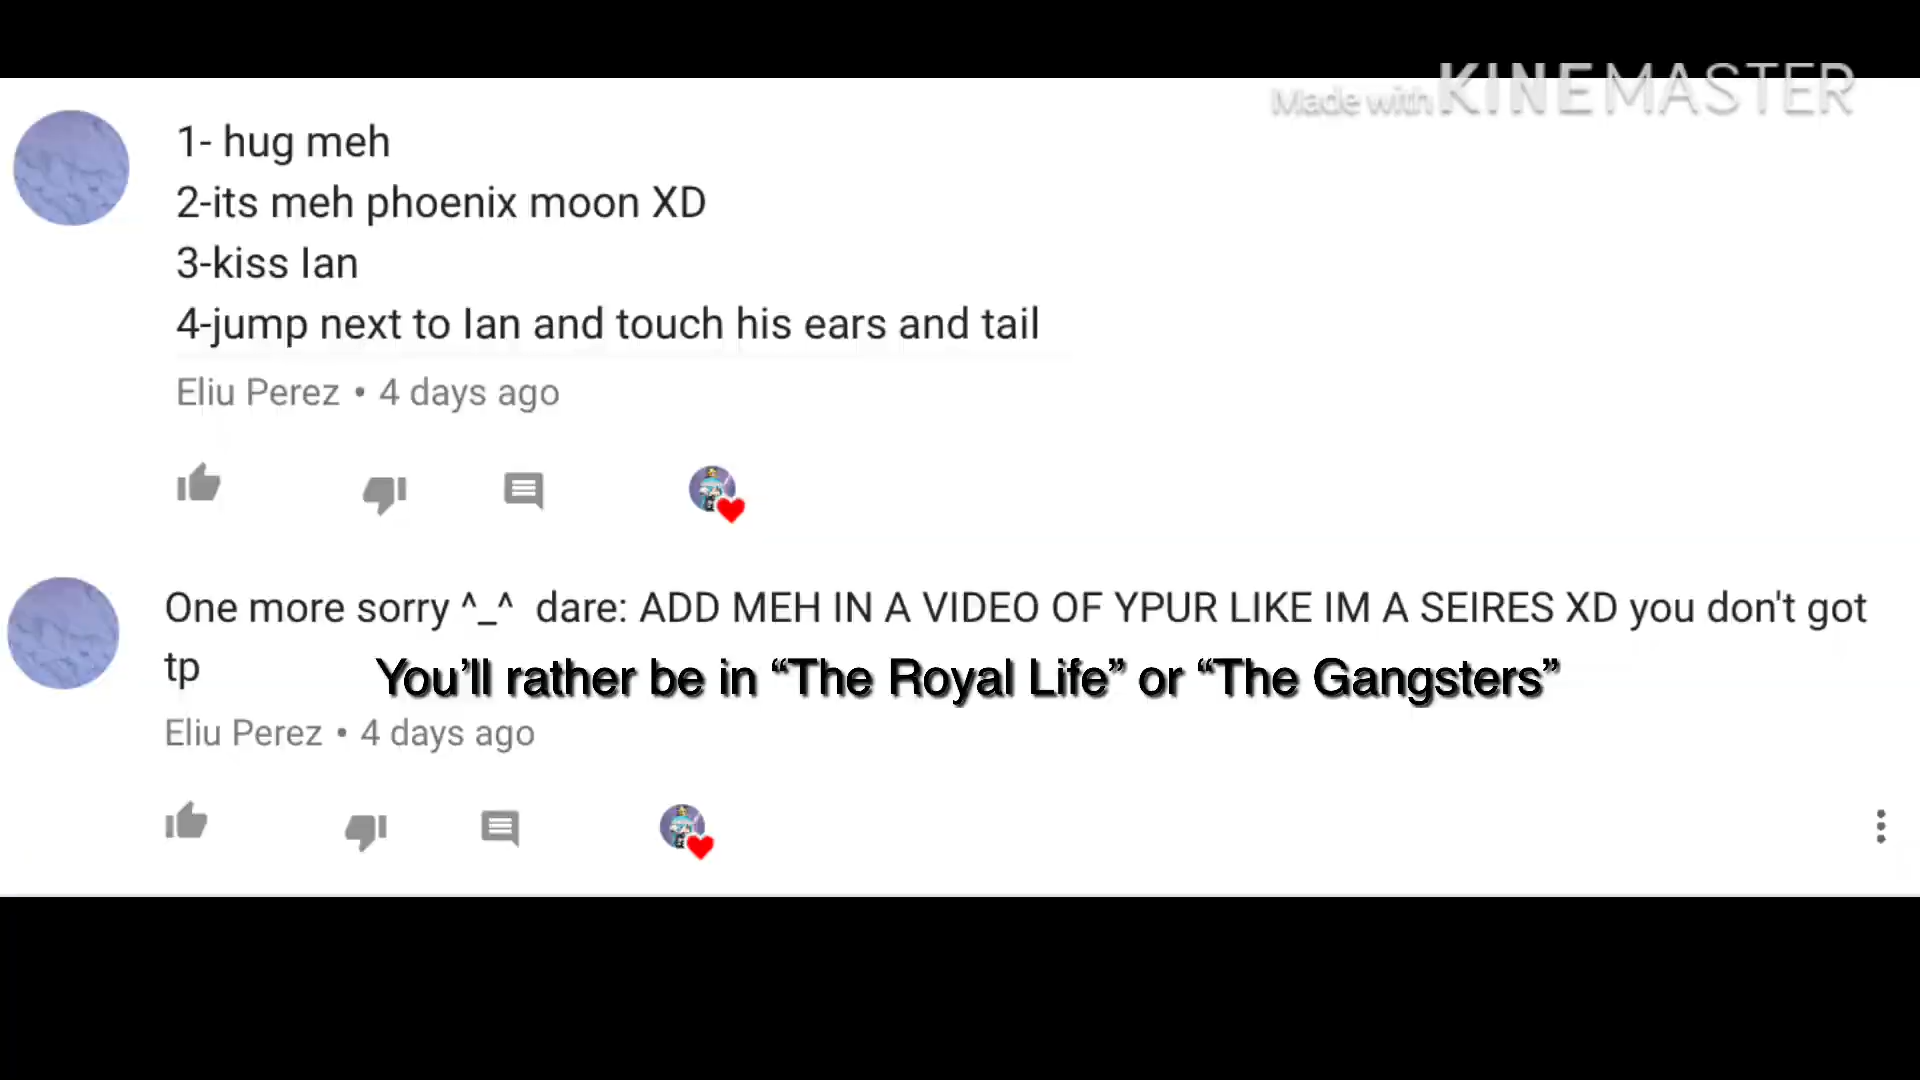 Made with KINEMASTER
1- hug meh
2-its meh phoenix moon XD
3-kiss Ian
4-jump next to Ian and touch his ears and tail
Eliu Perez • 4 days ago
One more sorry ^_^ dare: ADD MEH IN A VIDEO OF YPUR LIKE IM A SEIRES XD you don't got
tp
You’ll rather be in “The Royal Life” or “The Gangsters”
Eliu Perez • 4 days ago